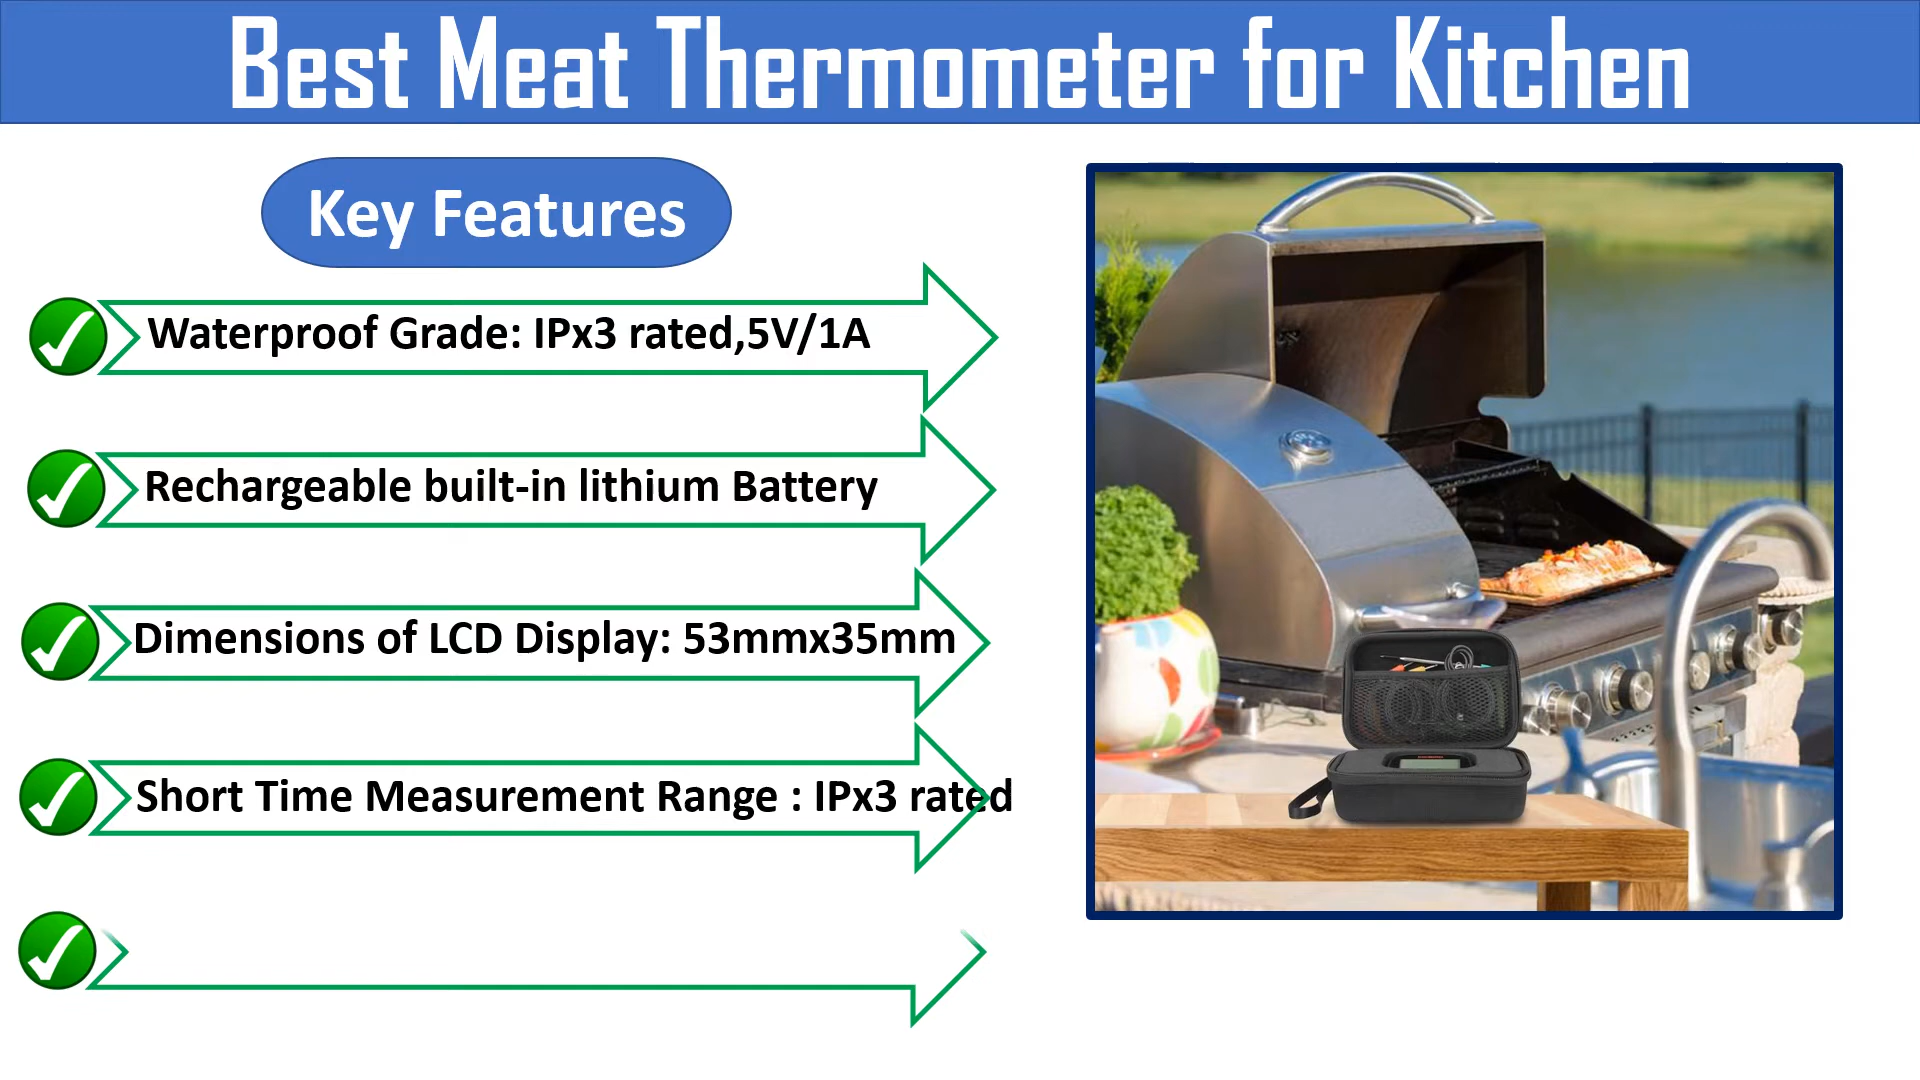 Best Meat Thermometer for Kitchen
Key Features
Waterproof Grade: IPx3 rated,5V/1A
Rechargeable built-in lithium Battery
Dimensions of LCD Display: 53mmx35mm
Short Time Measurement Range : IPx3 rated